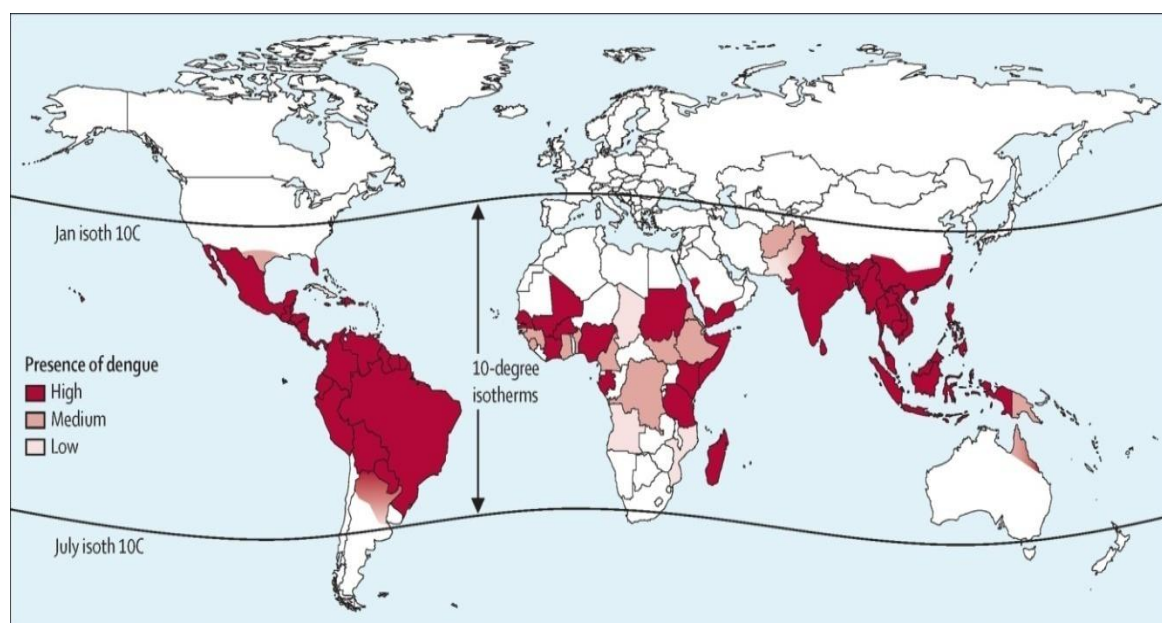 Jan isoth 10C
Presence of dengue
High
Medium
Low
10-degree
isotherms
July isoth 10C